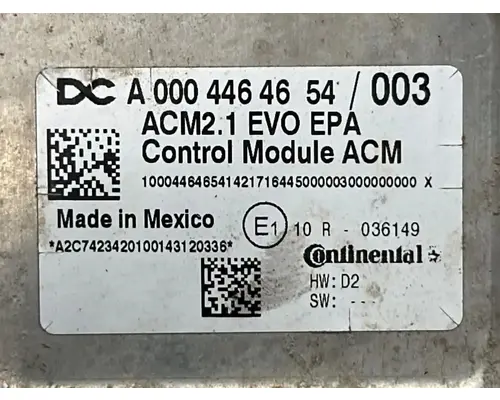 DC A 000 446 46 54 / 003
ACM2.1 EVO EPA
Control Module ACM
10004464654142171644500000300000000 X
Made in Mexico
E1 10 R - 036149
*A2C7423420100143120336*
Continental
HW: D2
SW: ---